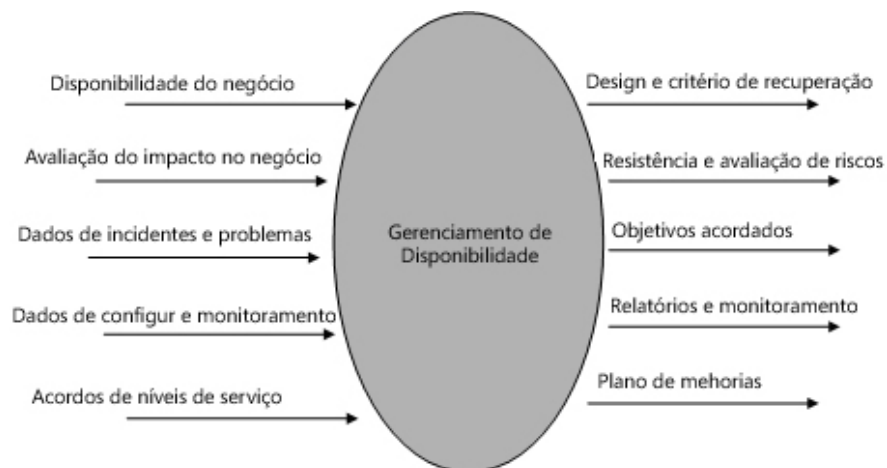 Disponibilidade do negócio
Avaliação do impacto no negócio
Dados de incidentes e problemas
Dados de configur e monitoramento
Acordos de níveis de serviço
Gerenciamento de
Disponibilidade
Design e critério de recuperação
Resistência e avaliação de riscos
Objetivos acordados
Relatórios e monitoramento
Plano de mehorias